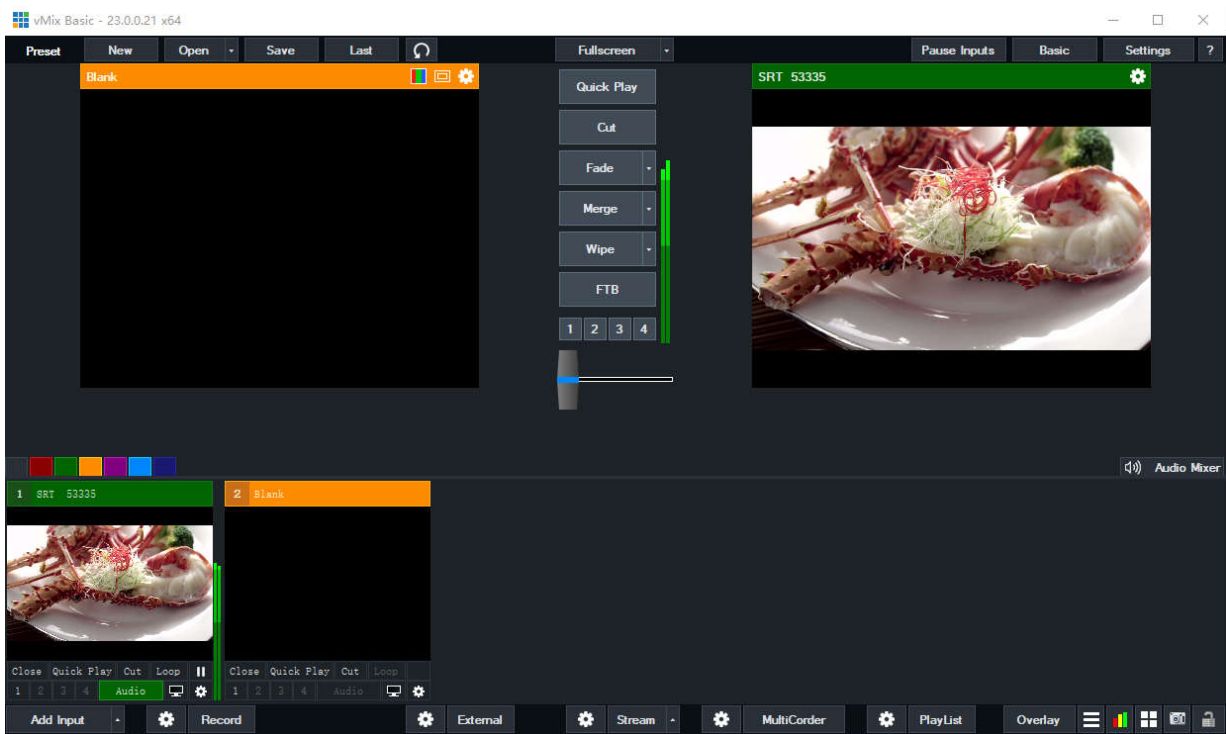 vMix Basic - 23.0.0.21 x64
Preset New Open Save Last Fullscreen Pause Inputs Basic Settings ?
Blank
SRT 53335
Quick Play
Cut
Fade
Merge
Wipe
FTB
1 2 3 4
Audio Mixer
1 SRT 53335
2 Blank
Close Quick Play Cut Loop
Close Quick Play Cut Loop
1 2 3 4 Audio
1 2 3 4 Audio
Add Input Record External Stream MultiCorder PlayList Overlay